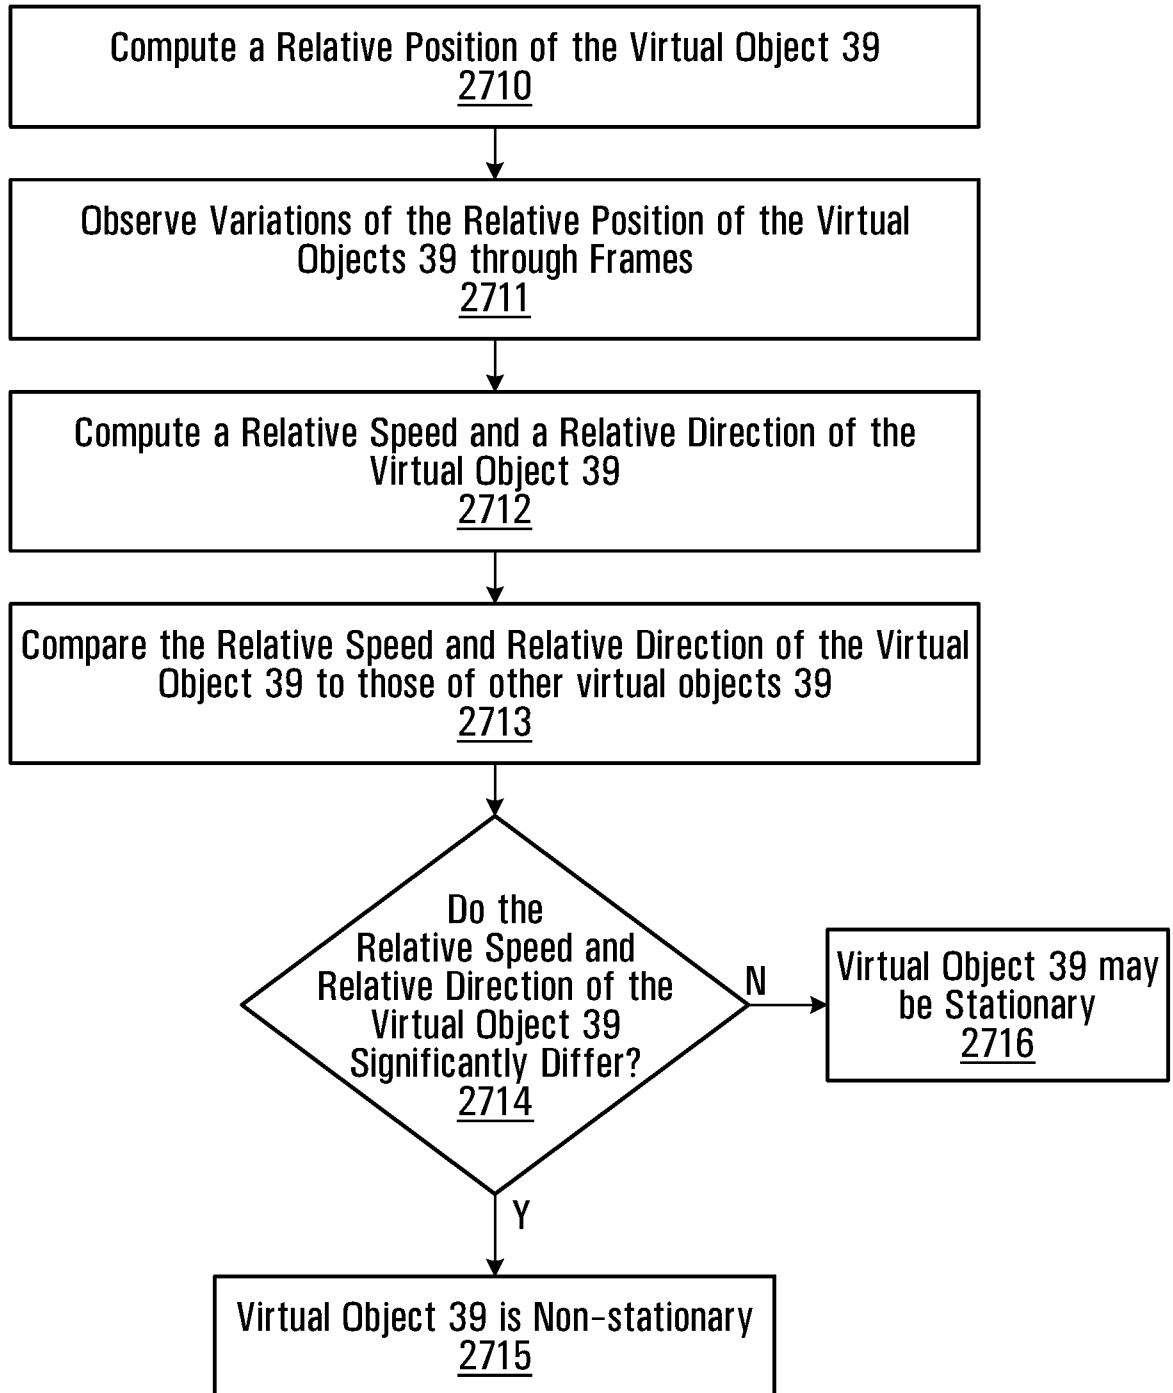 Compute a Relative Position of the Virtual Object 39
2710
Observe Variations of the Relative Position of the Virtual
Objects 39 through Frames
2711
Compute a Relative Speed and a Relative Direction of the
Virtual Object 39
2712
Compare the Relative Speed and Relative Direction of the Virtual
Object 39 to those of other virtual objects 39
2713
Do the
Relative Speed and
Relative Direction of the
Virtual Object 39
Significantly Differ?
2714
N
Virtual Object 39 may
be Stationary
2716
Y
Virtual Object 39 is Non-stationary
2715